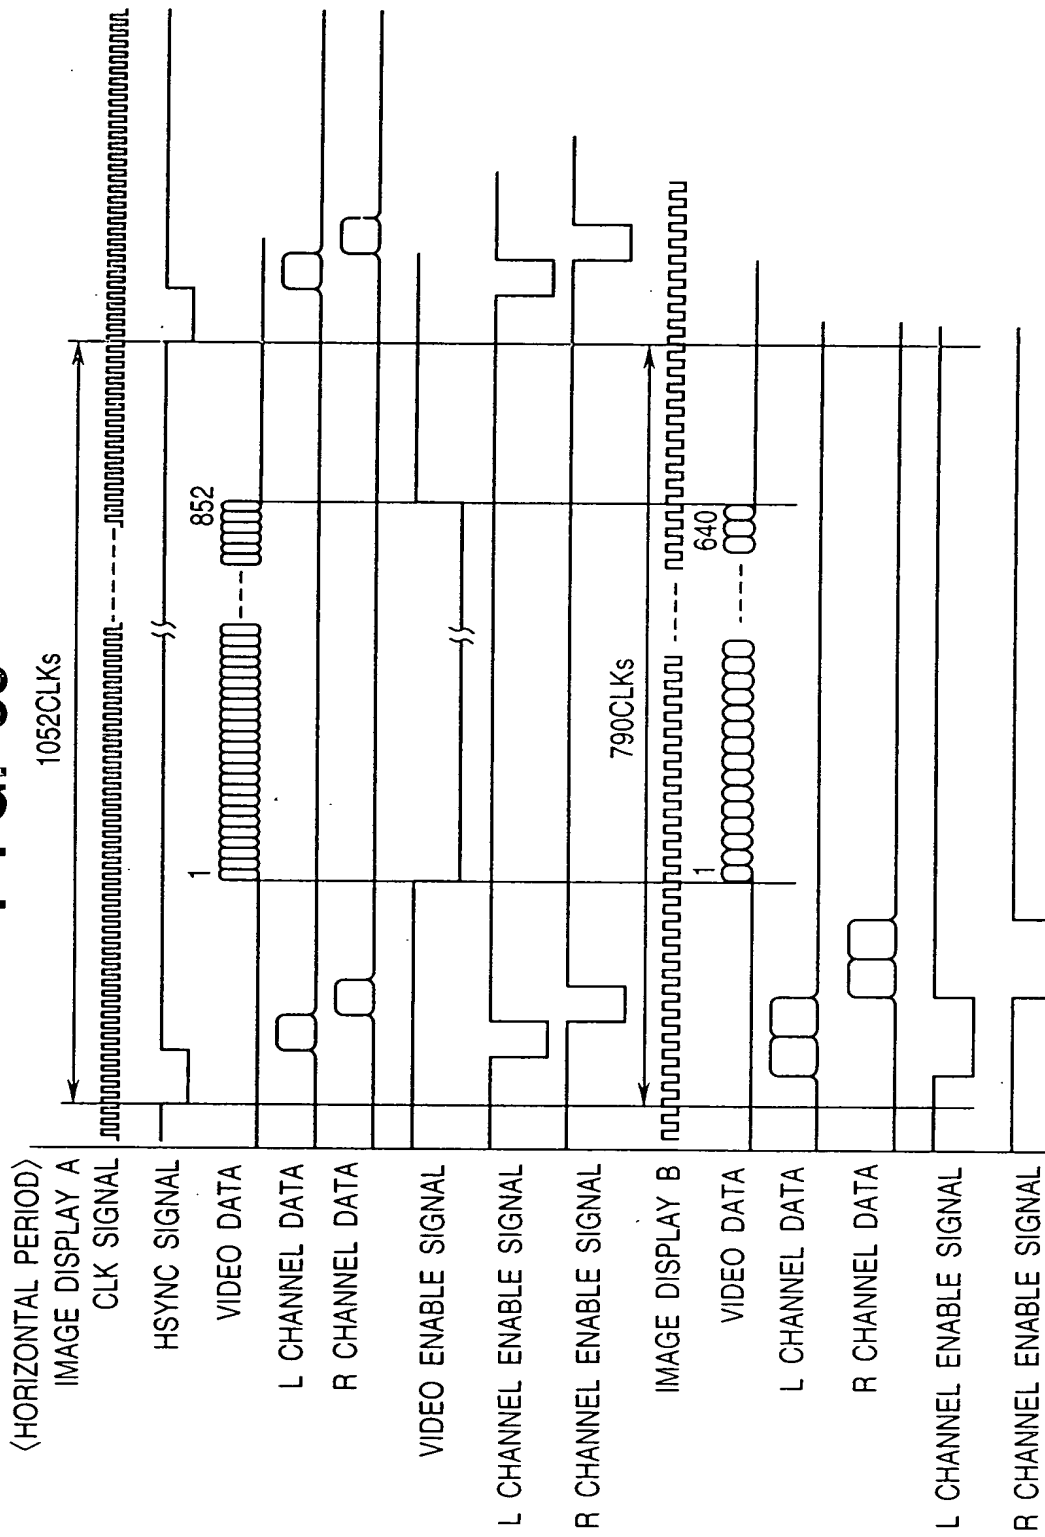 〈HORIZONTAL PERIOD〉
IMAGE DISPLAY A
CLK SIGNAL
1052CLKs
HSYNC SIGNAL
VIDEO DATA
1
852
L CHANNEL DATA
R CHANNEL DATA
VIDEO ENABLE SIGNAL
L CHANNEL ENABLE SIGNAL
R CHANNEL ENABLE SIGNAL
790CLKs
IMAGE DISPLAY B
VIDEO DATA
1
640
L CHANNEL DATA
R CHANNEL DATA
L CHANNEL ENABLE SIGNAL
R CHANNEL ENABLE SIGNAL